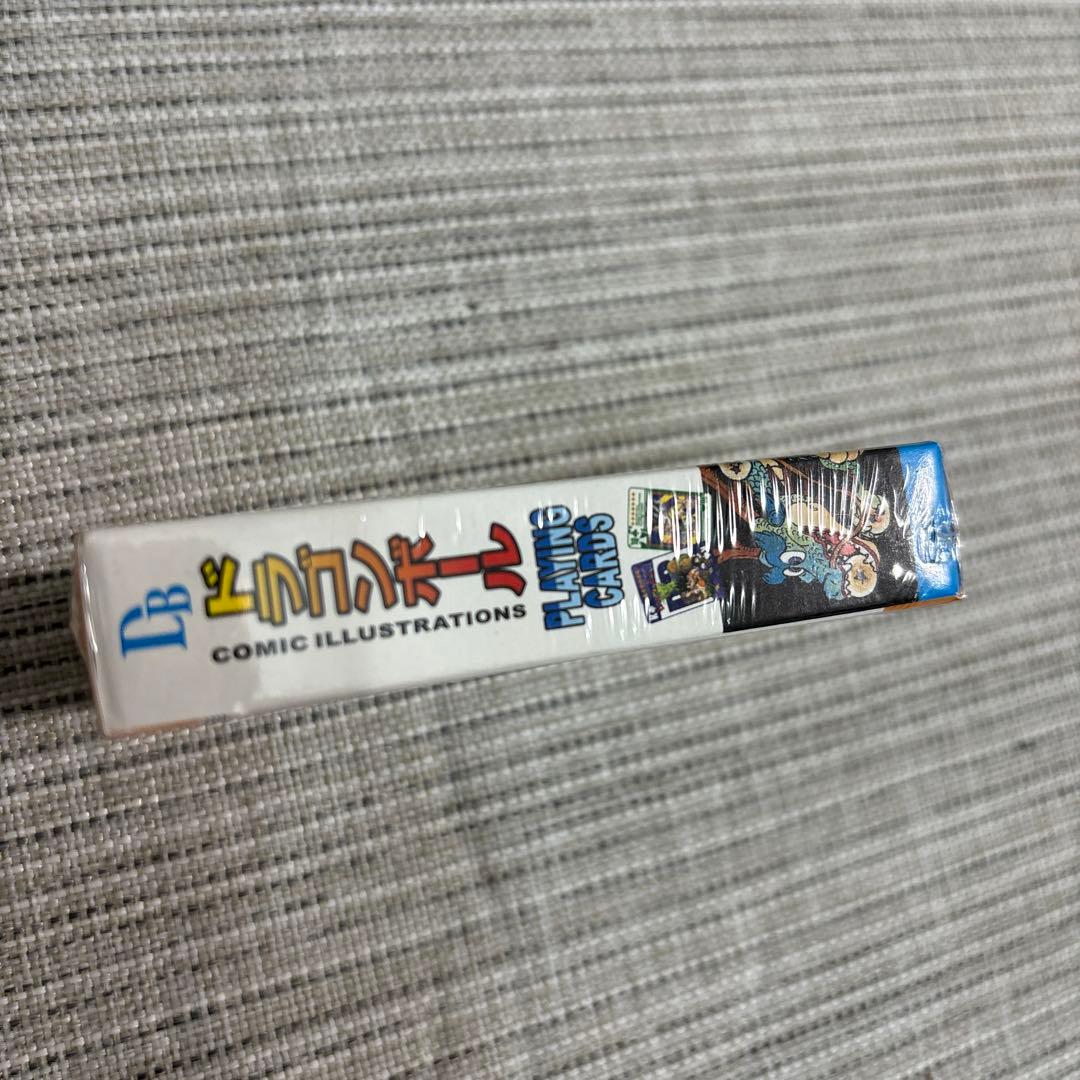 DB
ドラゴンボール
COMIC ILLUSTRATIONS
PLAYING
CARDS